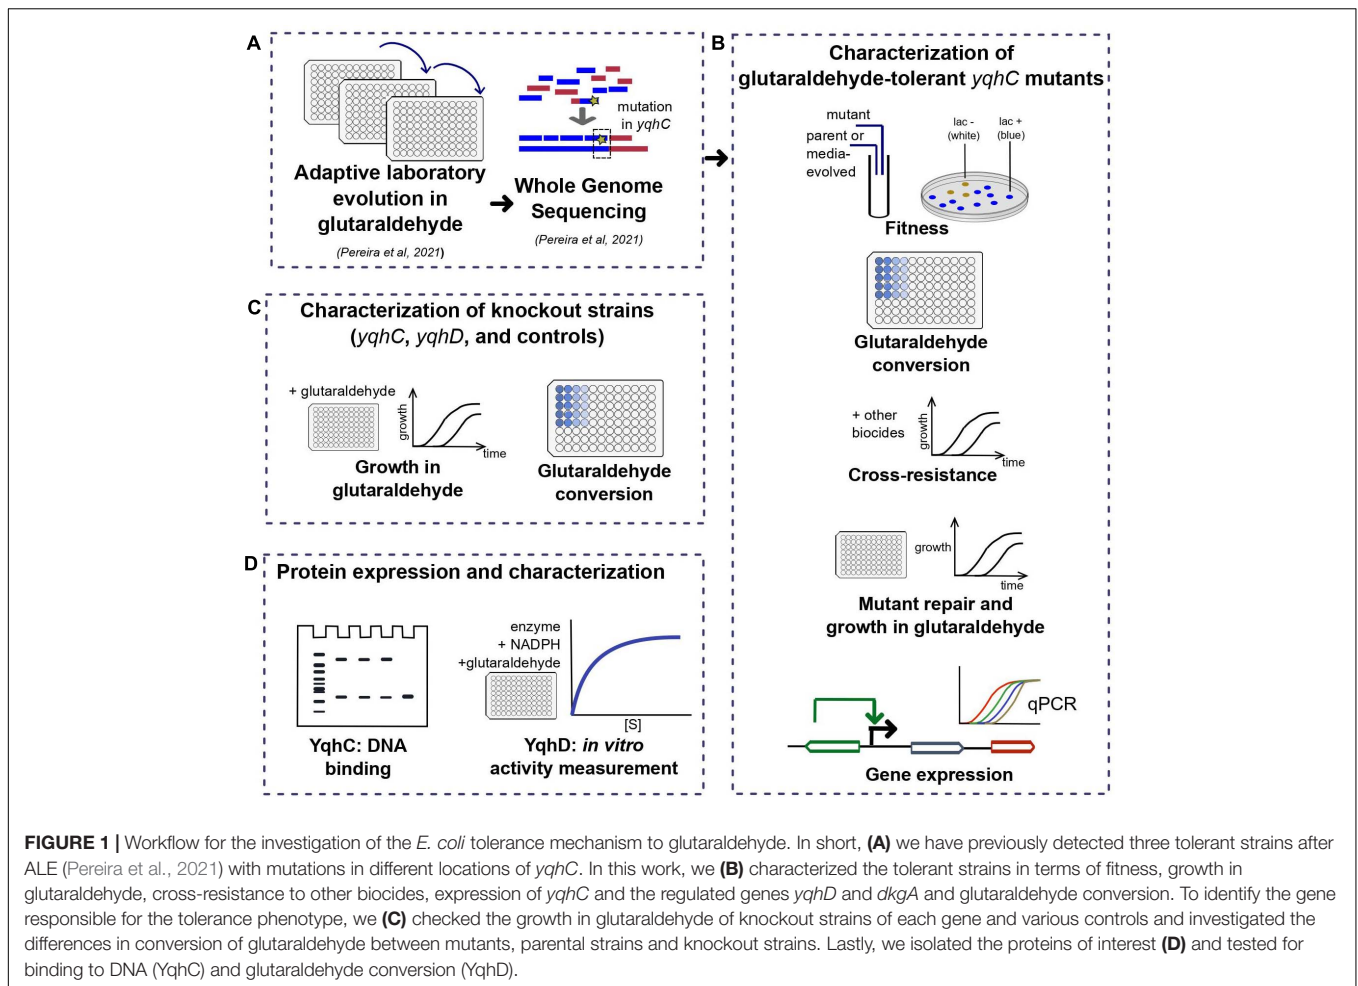 A
Adaptive laboratory
evolution in
glutaraldehyde
(Pereira et al, 2021)
mutation
in yqhC
Whole Genome
Sequencing
(Pereira et al, 2021)
B
Characterization of
glutaraldehyde-tolerant yqhC mutants
mutant
parent or
media-
evolved
lac -
(white)
lac +
(blue)
Fitness
Glutaraldehyde
conversion
+ other
biocides
growth
time
Cross-resistance
growth
time
Mutant repair and
growth in glutaraldehyde
qPCR
Gene expression
C
Characterization of knockout strains
(yqhC, yqhD, and controls)
+ glutaraldehyde
growth
time
Growth in
glutaraldehyde
Glutaraldehyde
conversion
D
Protein expression and characterization
YqhC: DNA
binding
enzyme
+ NADPH
+glutaraldehyde
[S]
YqhD: in vitro
activity measurement
FIGURE 1 | Workflow for the investigation of the E. coli tolerance mechanism to glutaraldehyde. In short, (A) we have previously detected three tolerant strains after
ALE (Pereira et al., 2021) with mutations in different locations of yqhC. In this work, we (B) characterized the tolerant strains in terms of fitness, growth in
glutaraldehyde, cross-resistance to other biocides, expression of yqhC and the regulated genes yqhD and dkgA and glutaraldehyde conversion. To identify the gene
responsible for the tolerance phenotype, we (C) checked the growth in glutaraldehyde of knockout strains of each gene and various controls and investigated the
differences in conversion of glutaraldehyde between mutants, parental strains and knockout strains. Lastly, we isolated the proteins of interest (D) and tested for
binding to DNA (YqhC) and glutaraldehyde conversion (YqhD).